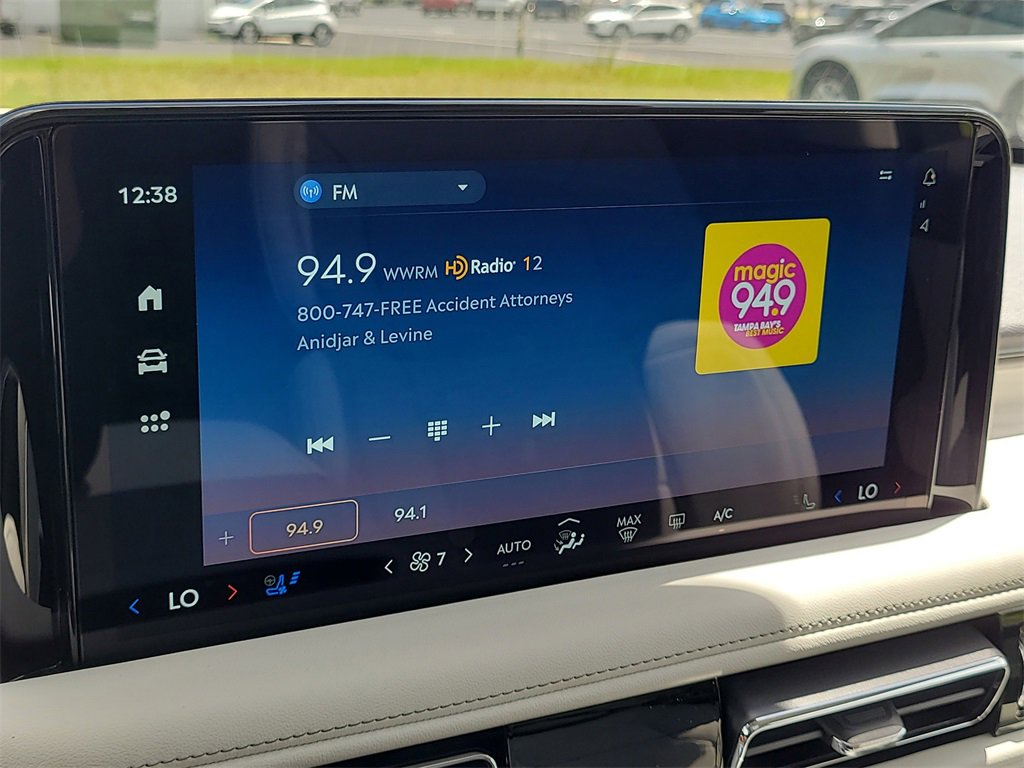 12:38
FM
94.9 WWRM HD Radio 12
800-747-FREE Accident Attorneys
Anidjar & Levine
magic
94.9
TAMPA BAY'S
BEST MUSIC
94.9
94.1
LO
7
AUTO
MAX
A/C
LO